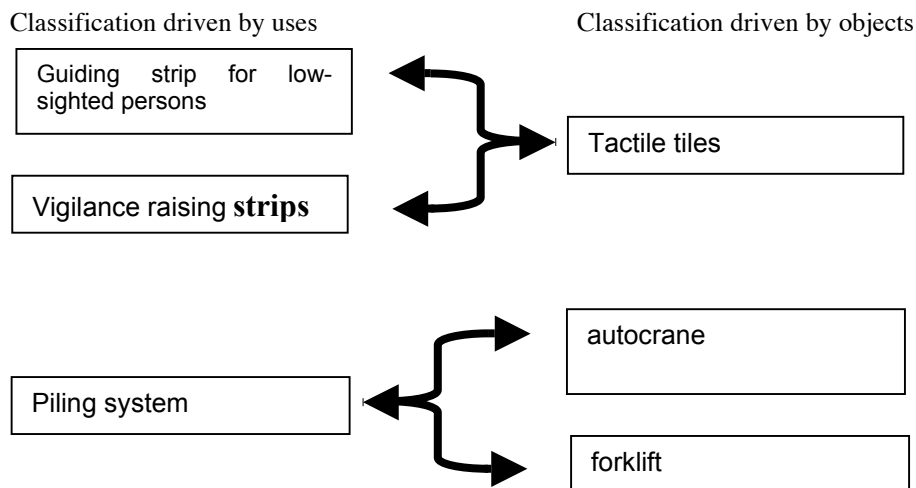 Classification driven by uses
Classification driven by objects
Guiding strip for low-
sighted persons
Tactile tiles
Vigilance raising strips
autocrane
Piling system
forklift